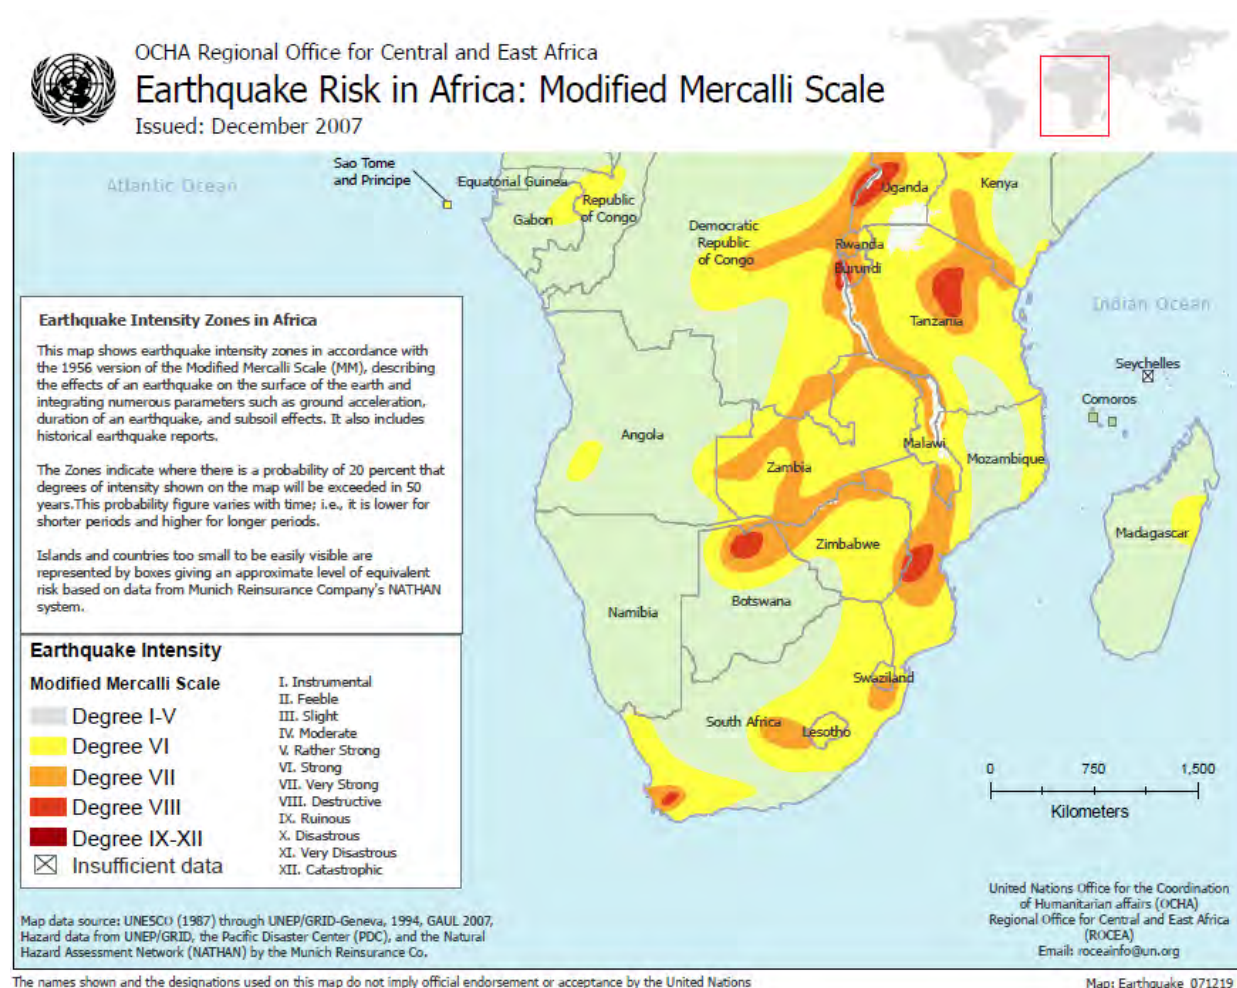 OCHA Regional Office for Central and East Africa
Earthquake Risk in Africa: Modified Mercalli Scale
Issued: December 2007
Atlantic Ocean
Sao Tome
and Principe
Equatorial Guinea
Gabon
Republic
of Congo
Democratic
Republic
of Congo
Uganda
Kenya
Rwanda
Burundi
Tanzania
Indian Ocean
Seychelles
Comoros
Angola
Zambia
Malawi
Mozambique
Madagascar
Zimbabwe
Namibia
Botswana
Swaziland
South Africa
Lesotho
Earthquake Intensity Zones in Africa
This map shows earthquake intensity zones in accordance with
the 1956 version of the Modified Mercalli Scale (MM), describing
the effects of an earthquake on the surface of the earth and
integrating numerous parameters such as ground acceleration,
duration of an earthquake, and subsoil effects. It also includes
historical earthquake reports.
The Zones indicate where there is a probability of 20 percent that
degrees of intensity shown on the map will be exceeded in 50
years.This probability figure varies with time; i.e., it is lower for
shorter periods and higher for longer periods.
Islands and countries too small to be easily visible are
represented by boxes giving an approximate level of equivalent
risk based on data from Munich Reinsurance Company's NATHAN
system.
Earthquake Intensity
Modified Mercalli Scale
Degree I-V
Degree VI
Degree VII
Degree VIII
Degree IX-XII
Insufficient data
I. Instrumental
II. Feeble
III. Slight
IV. Moderate
V. Rather Strong
VI. Strong
VII. Very Strong
VIII. Destructive
IX. Ruinous
X. Disastrous
XI. Very Disastrous
XII. Catastrophic
0 750 1,500
Kilometers
Map data source: UNESCO (1987) through UNEP/GRID-Geneva, 1994, GAUL 2007,
Hazard data from UNEP/GRID, the Pacific Disaster Center (PDC), and the Natural
Hazard Assessment Network (NATHAN) by the Munich Reinsurance Co.
United Nations Office for the Coordination
of Humanitarian affairs (OCHA)
Regional Office for Central and East Africa
(ROCEA)
Email: roceainfo@un.org
The names shown and the designations used on this map do not imply official endorsement or acceptance by the United Nations
Map: Earthquake_071219